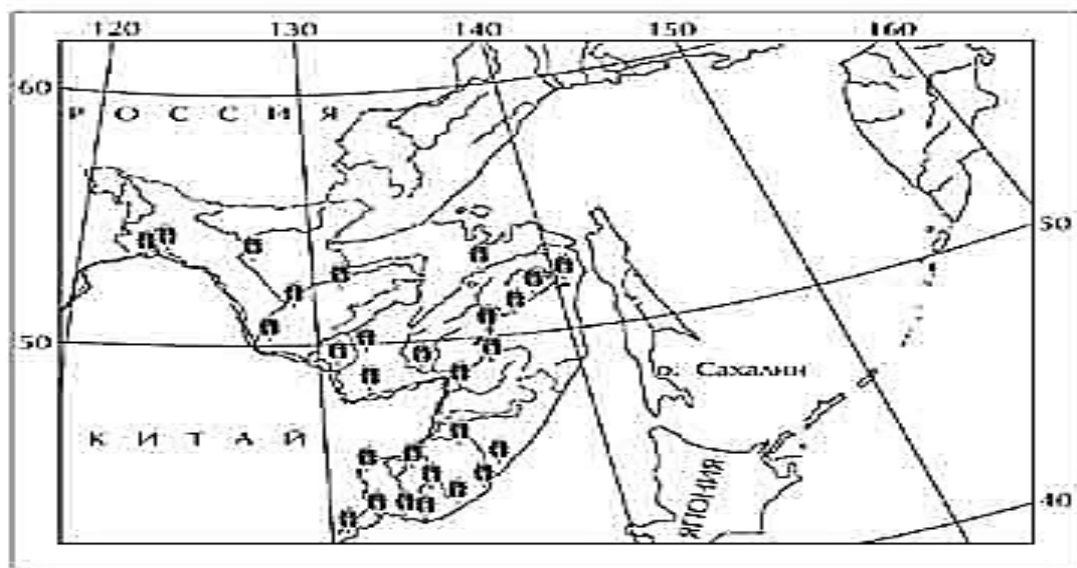 120 130 140 150 160
60
Р О С С И Я
50
50
о. Сахалин
К И Т А Й
ЯПОНИЯ
40